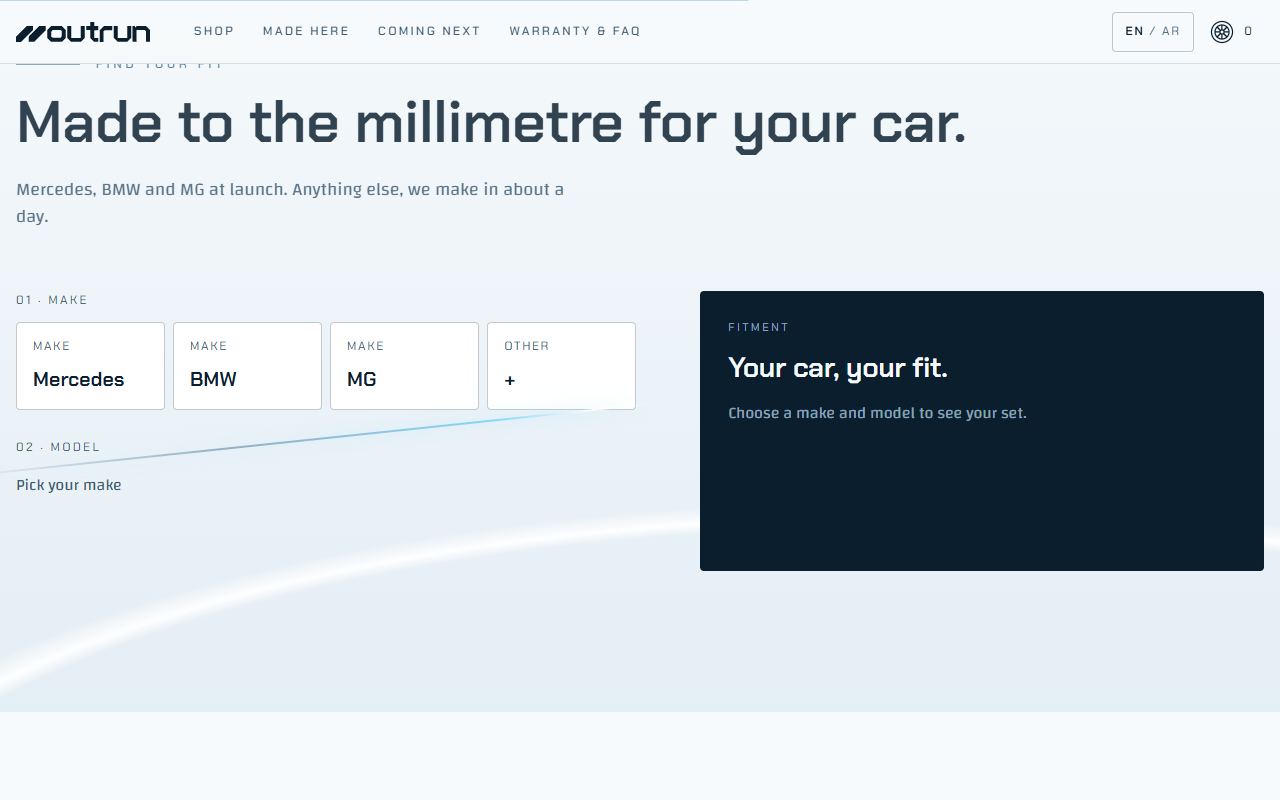 outrun
SHOP
MADE HERE
COMING NEXT
WARRANTY & FAQ
EN / AR
0
FIND YOUR FIT
Made to the millimetre for your car.
Mercedes, BMW and MG at launch. Anything else, we make in about a
day.
01 · MAKE
MAKE
Mercedes
MAKE
BMW
MAKE
MG
OTHER
+
02 · MODEL
Pick your make
FITMENT
Your car, your fit.
Choose a make and model to see your set.